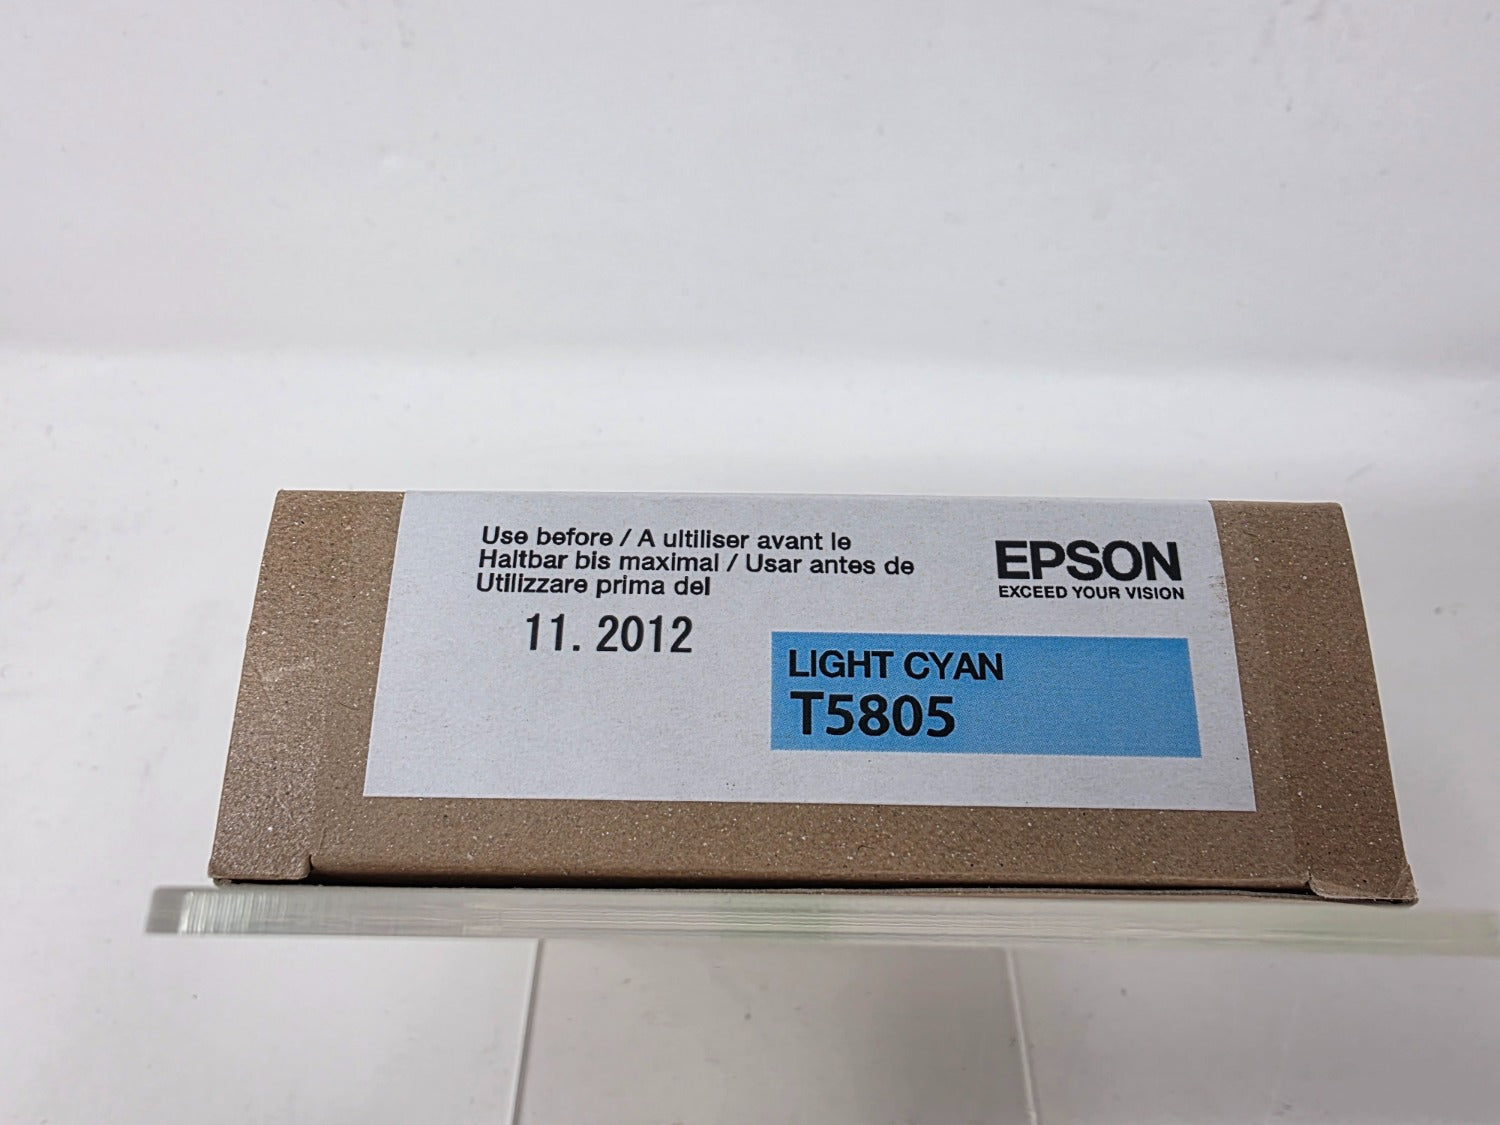 Use before / A ultiliser avant le
Haltbar bis maximal / Usar antes de
Utilizzare prima del
11. 2012
EPSON
EXCEED YOUR VISION
LIGHT CYAN
T5805